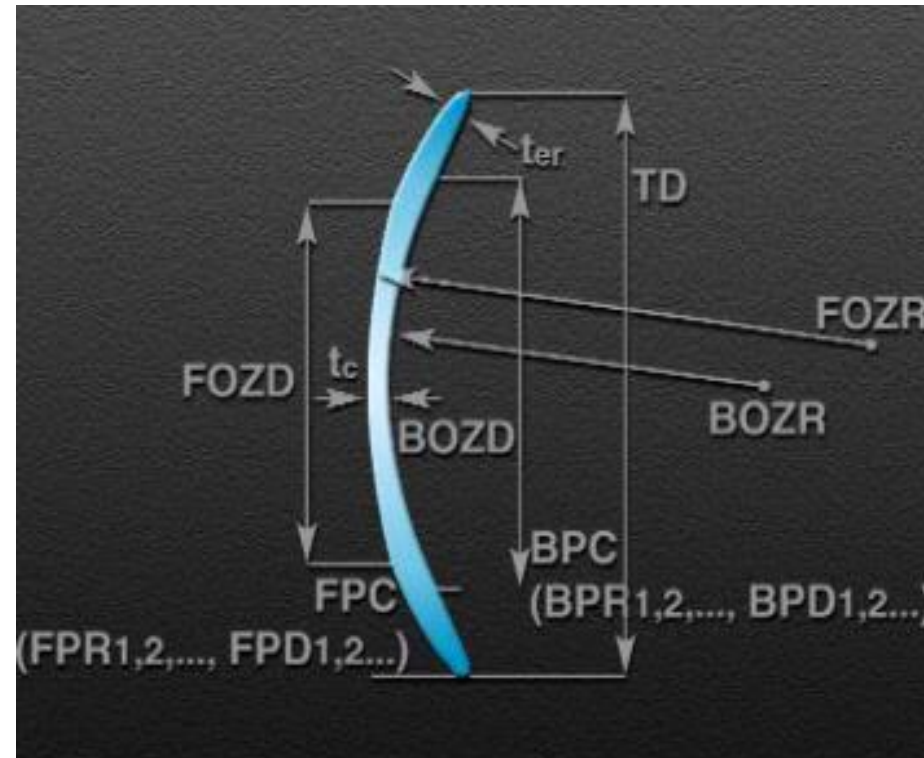 ter
TD
FOZR
tc
FOZD
BOZR
BOZD
BPC
FPC
(BPR1,2,..., BPD1,2...)
(FPR1,2,..., FPD1,2...)